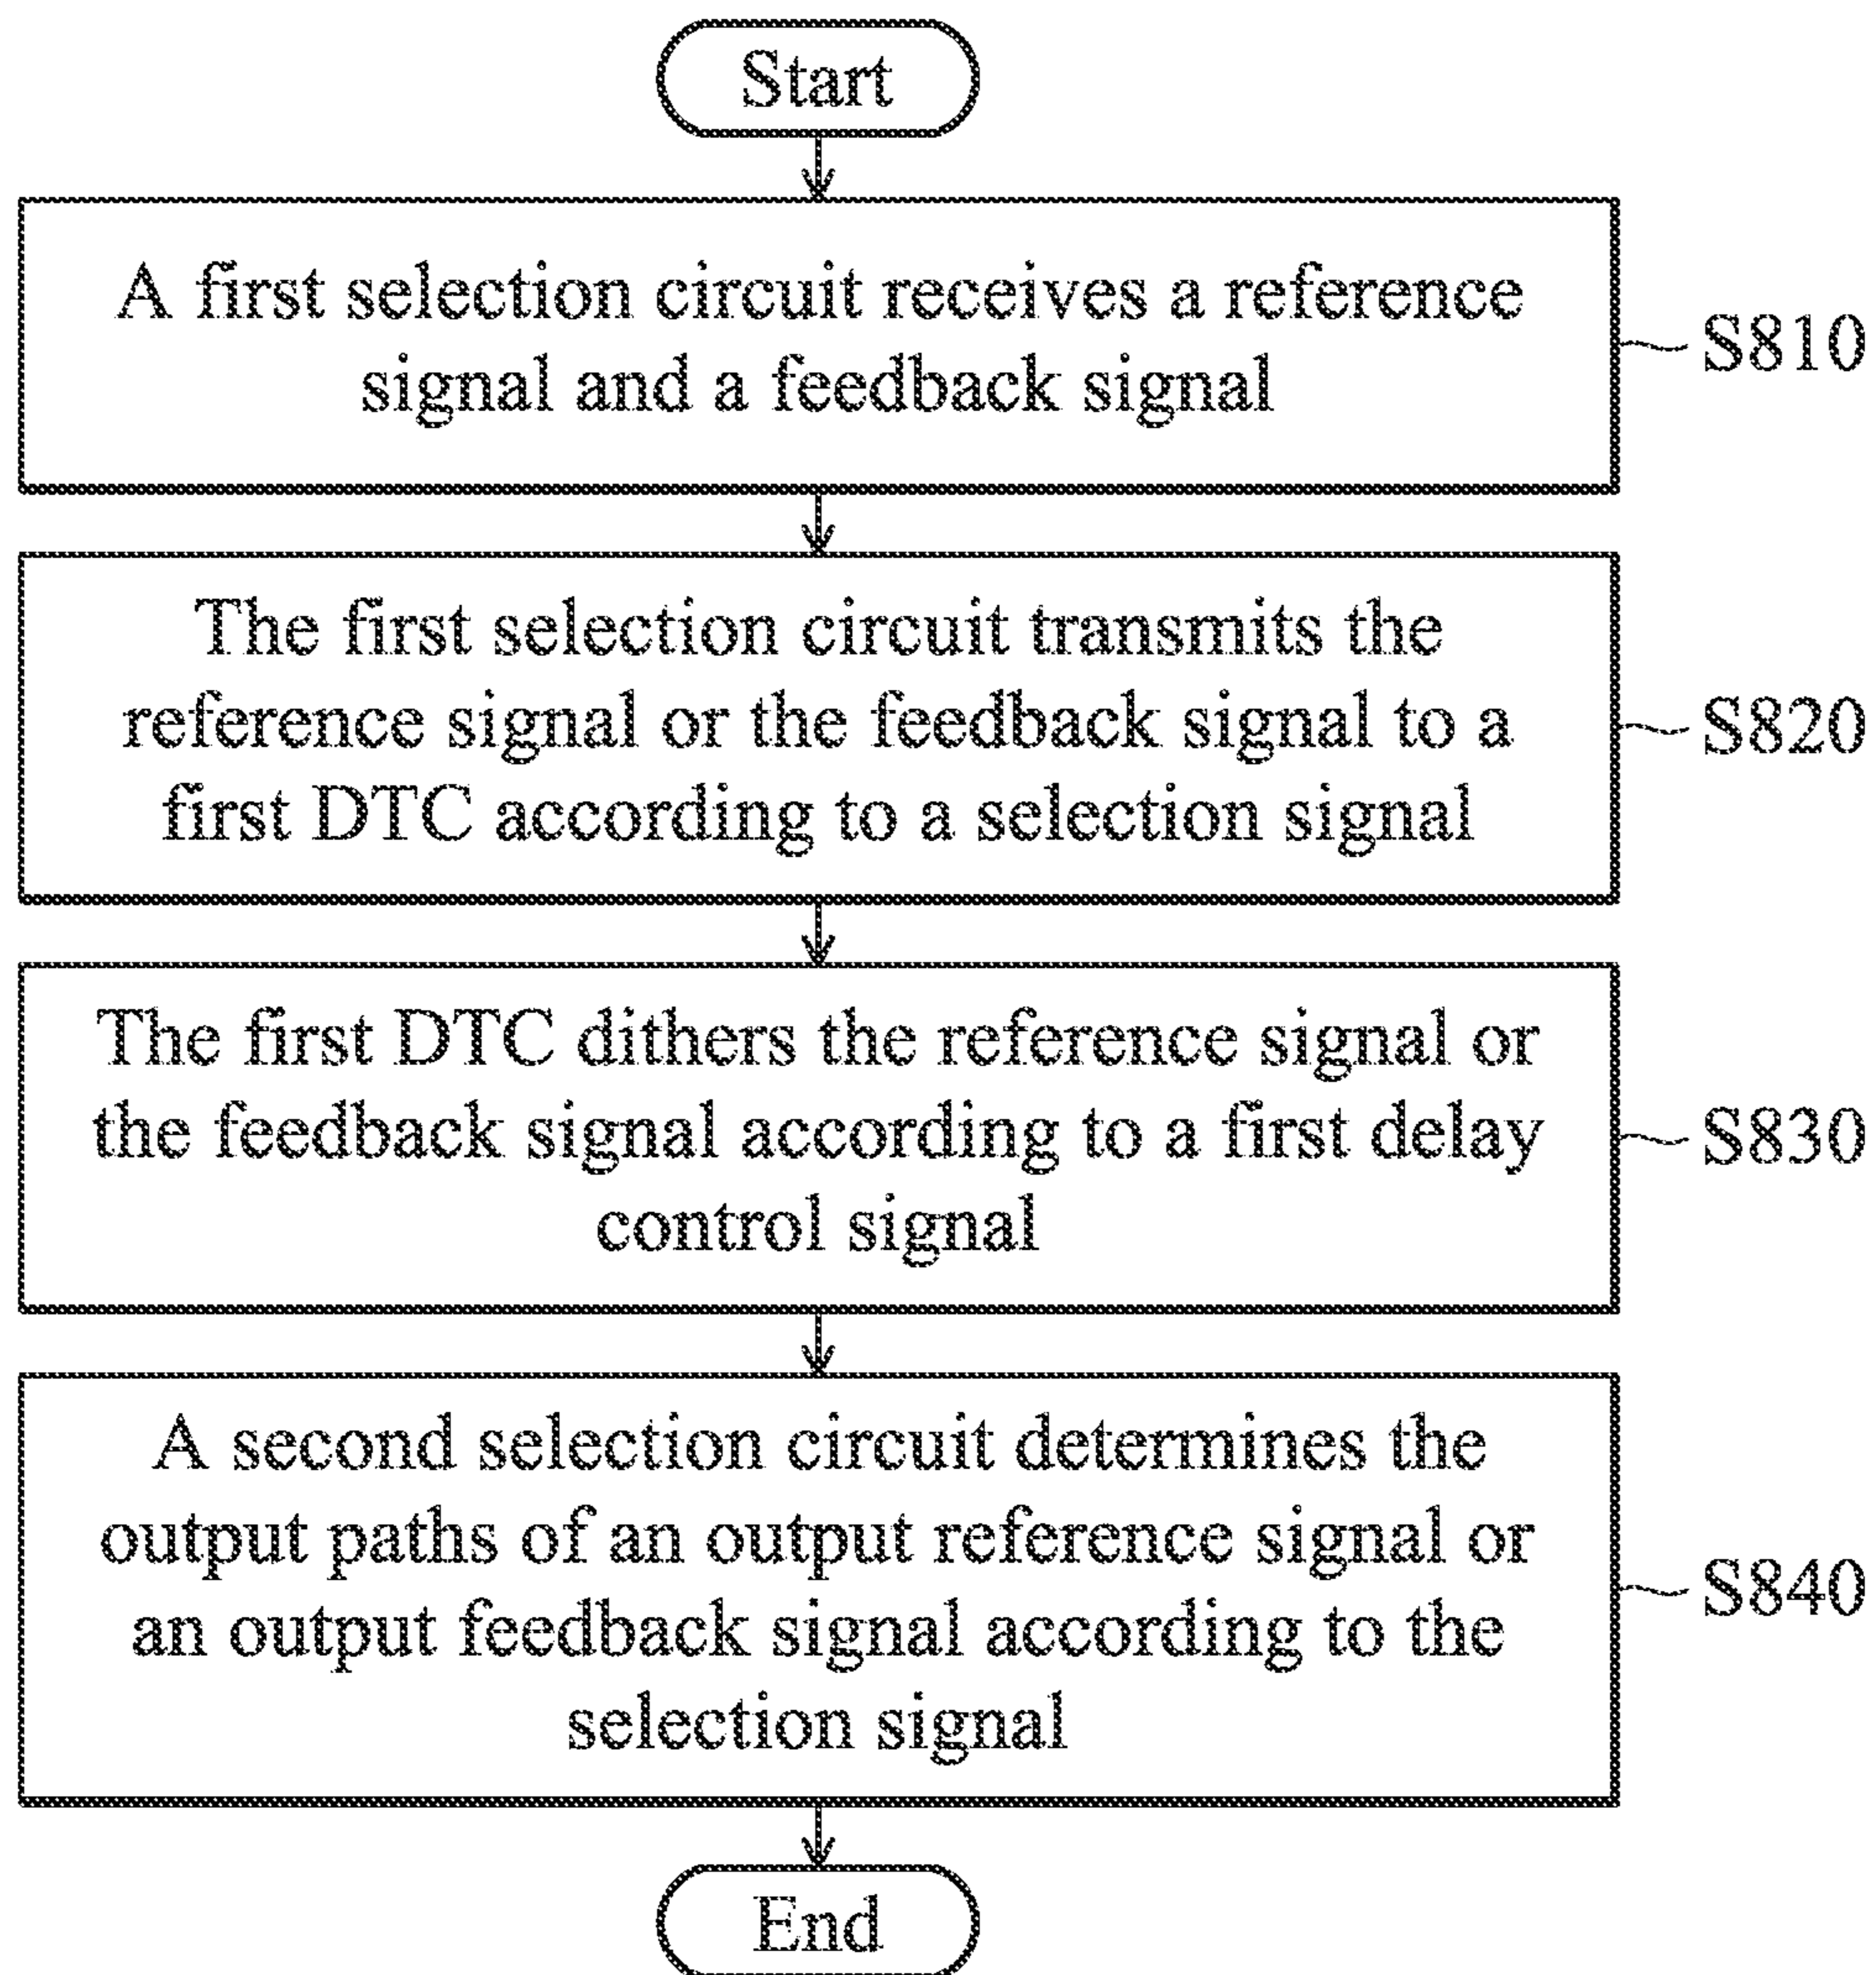 Start
A first selection circuit receives a reference
signal and a feedback signal
S810
The first selection circuit transmits the
reference signal or the feedback signal to a
first DTC according to a selection signal
S820
The first DTC dithers the reference signal or
the feedback signal according to a first delay
control signal
S830
A second selection circuit determines the
output paths of an output reference signal or
an output feedback signal according to the
selection signal
S840
End